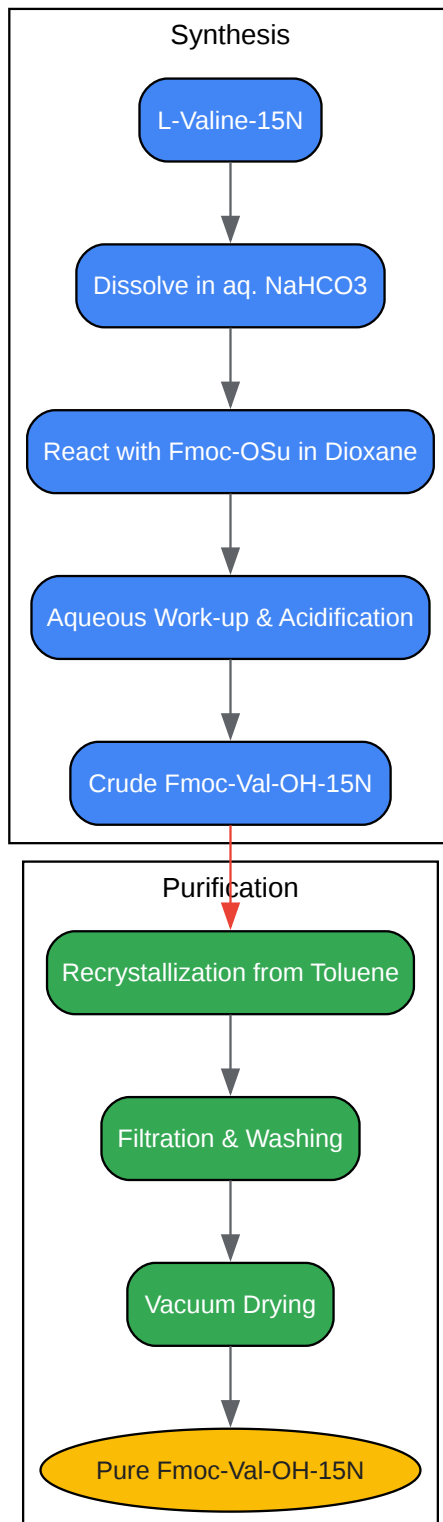 Synthesis
L-Valine-15N
Dissolve in aq. NaHCO3
React with Fmoc-OSu in Dioxane
Aqueous Work-up & Acidification
Crude Fmoc-Val-OH-15N
Purification
Recrystallization from Toluene
Filtration & Washing
Vacuum Drying
Pure Fmoc-Val-OH-15N